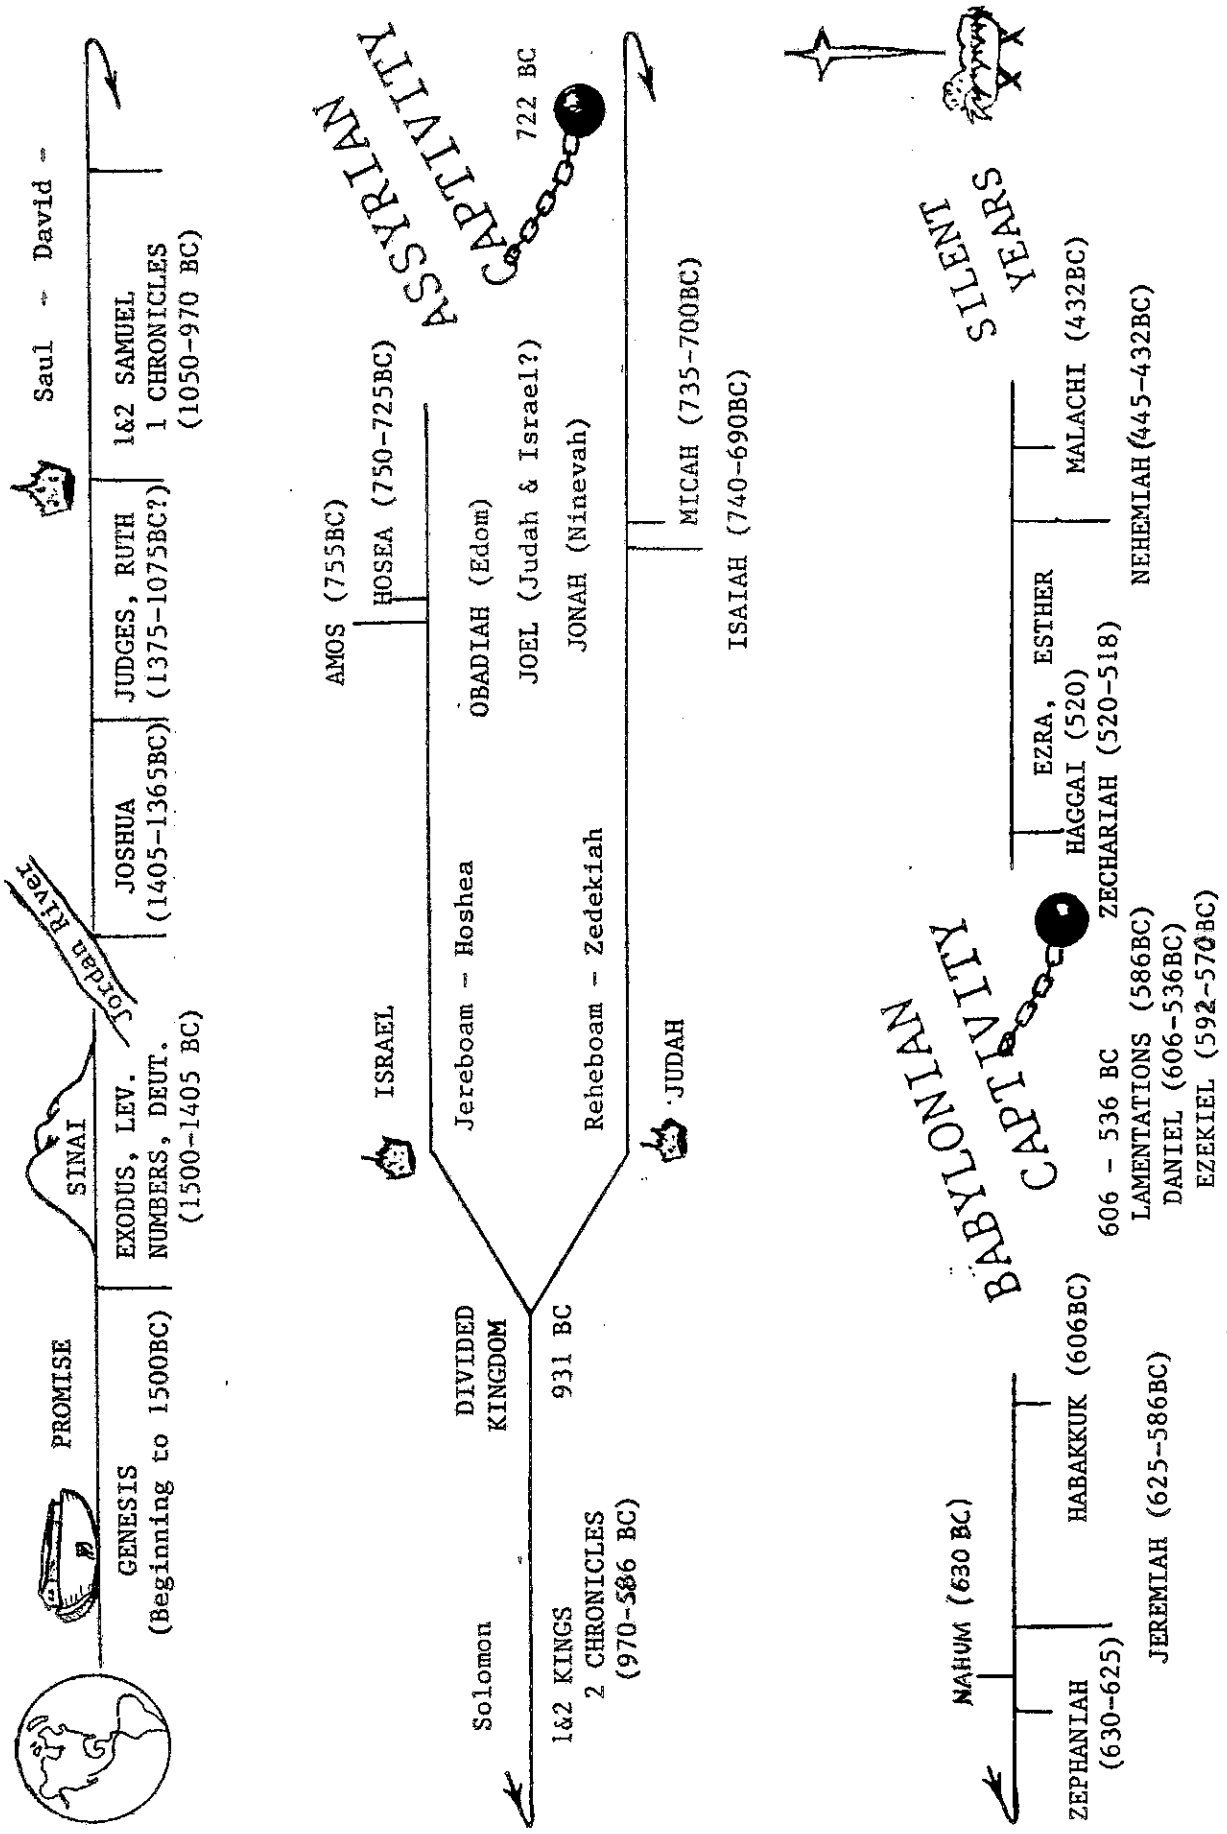 PROMISE
GENESIS
(Beginning to 1500BC)
SINAI
EXODUS, LEV.
NUMBERS, DEUT.
(1500-1405 BC)
Jordan River
JOSHUA
(1405-1365BC)
JUDGES, RUTH
(1375-1075BC?)
Saul - David -
1&2 SAMUEL
1 CHRONICLES
(1050-970 BC)
Solomon
1&2 KINGS
2 CHRONICLES
(970-586 BC)
DIVIDED
KINGDOM
931 BC
ISRAEL
Jereboam - Hoshea
Reheboam - Zedekiah
JUDAH
AMOS (755BC)
HOSEA (750-725BC)
OBADIAH (Edom)
JOEL (Judah & Israel?)
JONAH (Ninevah)
MICAH (735-700BC)
ISAIAH (740-690BC)
ASSYRIAN
CAPTIVITY
722 BC
NAHUM (630 BC)
ZEPHANIAH
(630-625)
HABAKKUK (606BC)
JEREMIAH (625-586BC)
BABYLONIAN
CAPTIVITY
606 - 536 BC
LAMENTATIONS (586BC)
DANIEL (606-536BC)
EZEKIEL (592-570BC)
EZRA, ESTHER
HAGGAI (520)
ZECHARIAH (520-518)
MALACHI (432BC)
NEHEMIAH (445-432BC)
SILENT
YEARS